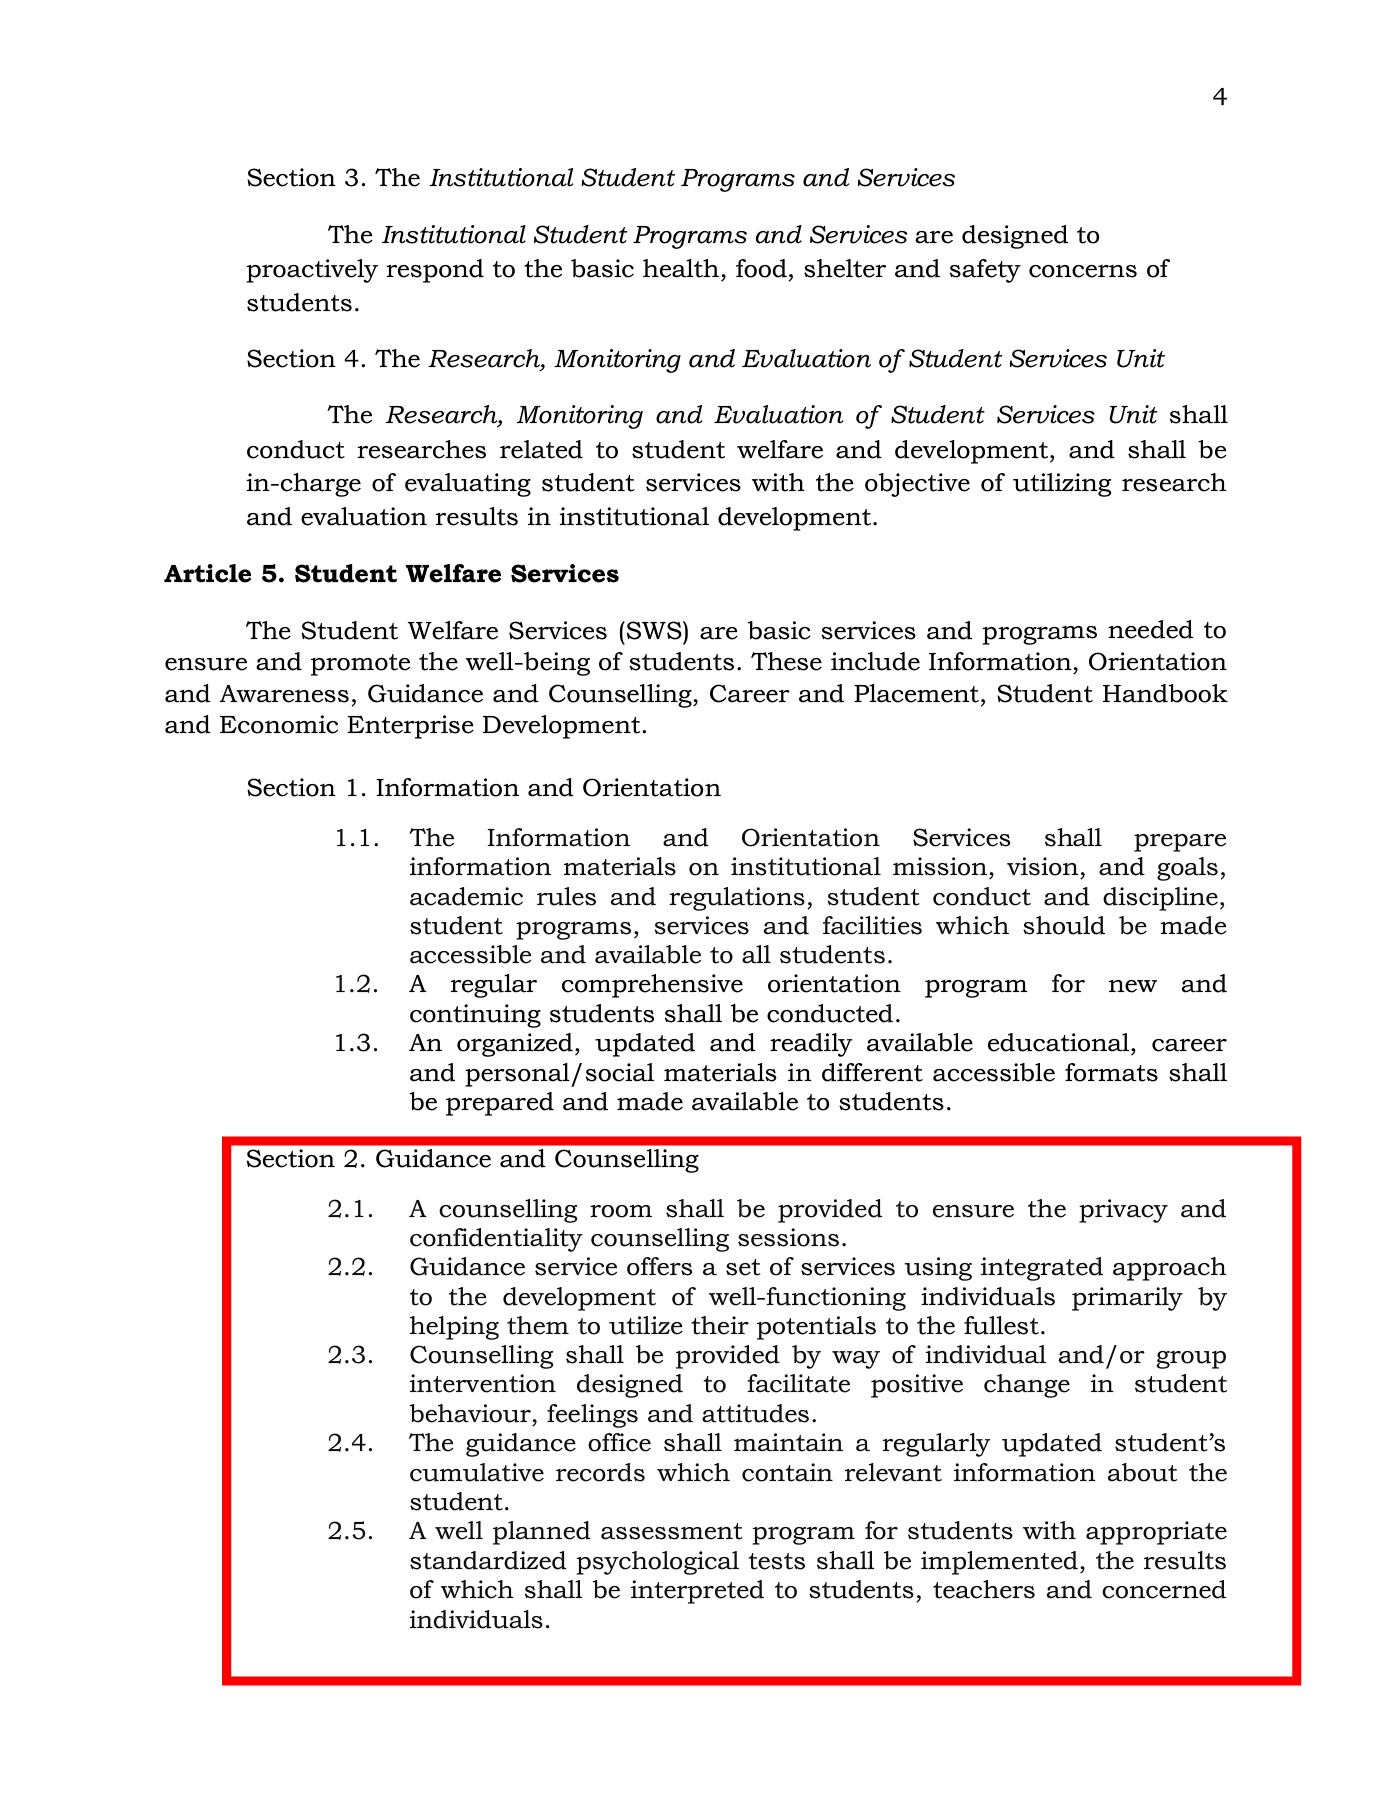 4
Section 3. The Institutional Student Programs and Services
The Institutional Student Programs and Services are designed to
proactively respond to the basic health, food, shelter and safety concerns of
students.
Section 4. The Research, Monitoring and Evaluation of Student Services Unit
The Research, Monitoring and Evaluation of Student Services Unit shall
conduct researches related to student welfare and development, and shall be
in-charge of evaluating student services with the objective of utilizing research
and evaluation results in institutional development.
Article 5. Student Welfare Services
The Student Welfare Services (SWS) are basic services and programs needed to
ensure and promote the well-being of students. These include Information, Orientation
and Awareness, Guidance and Counselling, Career and Placement, Student Handbook
and Economic Enterprise Development.
Section 1. Information and Orientation
1.1. The Information and Orientation Services shall prepare
information materials on institutional mission, vision, and goals,
academic rules and regulations, student conduct and discipline,
student programs, services and facilities which should be made
accessible and available to all students.
1.2. A regular comprehensive orientation program for new and
continuing students shall be conducted.
1.3. An organized, updated and readily available educational, career
and personal/social materials in different accessible formats shall
be prepared and made available to students.
Section 2. Guidance and Counselling
2.1. A counselling room shall be provided to ensure the privacy and
confidentiality counselling sessions.
2.2. Guidance service offers a set of services using integrated approach
to the development of well-functioning individuals primarily by
helping them to utilize their potentials to the fullest.
2.3. Counselling shall be provided by way of individual and/or group
intervention designed to facilitate positive change in student
behaviour, feelings and attitudes.
2.4. The guidance office shall maintain a regularly updated student’s
cumulative records which contain relevant information about the
student.
2.5. A well planned assessment program for students with appropriate
standardized psychological tests shall be implemented, the results
of which shall be interpreted to students, teachers and concerned
individuals.